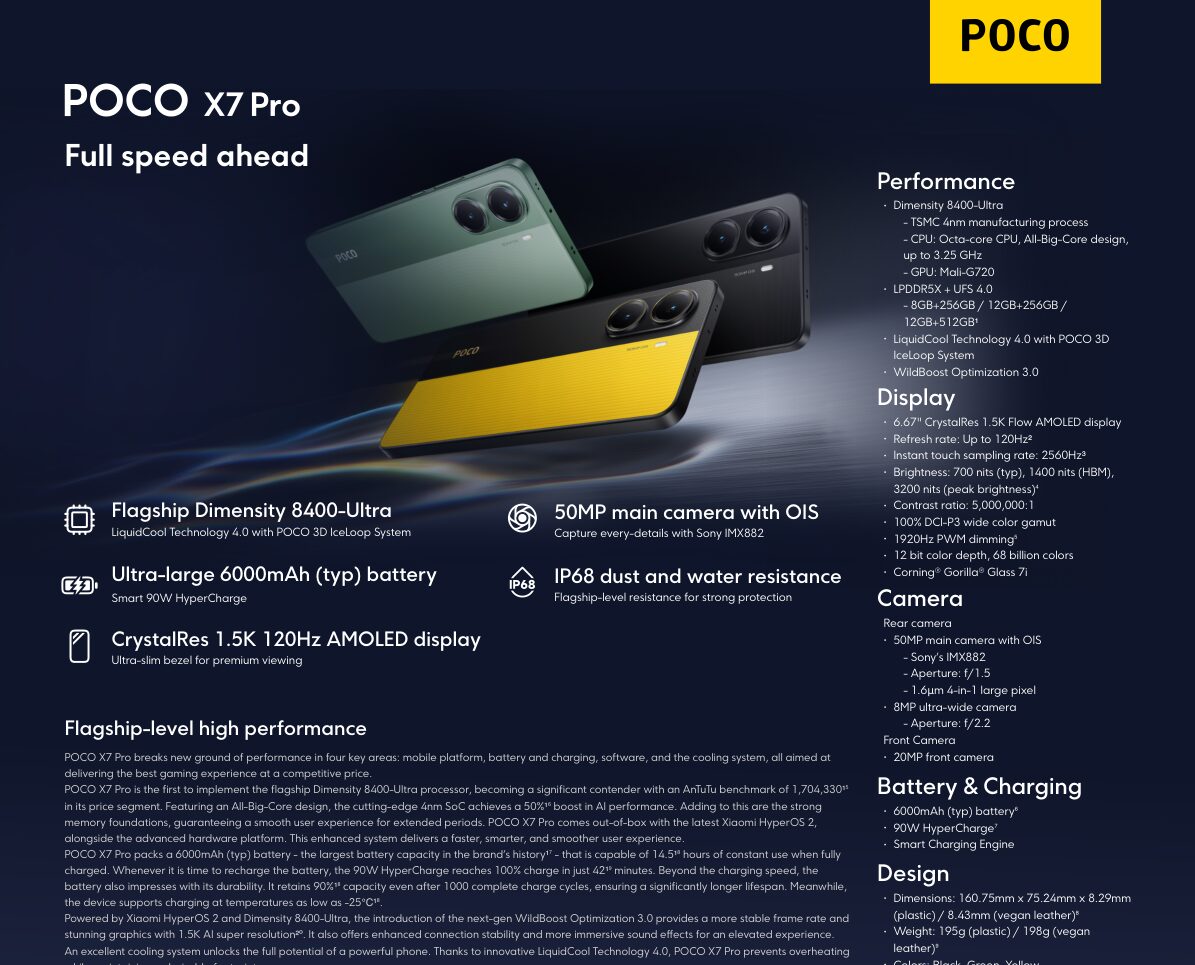 POCO
POCO X7 Pro
Full speed ahead
POCO
POCO
Flagship Dimensity 8400-Ultra
LiquidCool Technology 4.0 with POCO 3D IceLoop System
Ultra-large 6000mAh (typ) battery
Smart 90W HyperCharge
CrystalRes 1.5K 120Hz AMOLED display
Ultra-slim bezel for premium viewing
50MP main camera with OIS
Capture every-details with Sony IMX882
IP68
IP68 dust and water resistance
Flagship-level resistance for strong protection
Flagship-level high performance
POCO X7 Pro breaks new ground of performance in four key areas: mobile platform, battery and charging, software, and the cooling system, all aimed at
delivering the best gaming experience at a competitive price.
POCO X7 Pro is the first to implement the flagship Dimensity 8400-Ultra processor, becoming a significant contender with an AnTuTu benchmark of 1,704,330¹⁵
in its price segment. Featuring an All-Big-Core design, the cutting-edge 4nm SoC achieves a 50%¹⁶ boost in AI performance. Adding to this are the strong
memory foundations, guaranteeing a smooth user experience for extended periods. POCO X7 Pro comes out-of-box with the latest Xiaomi HyperOS 2,
alongside the advanced hardware platform. This enhanced system delivers a faster, smarter, and smoother user experience.
POCO X7 Pro packs a 6000mAh (typ) battery - the largest battery capacity in the brand's history¹⁷ - that is capable of 14.5¹⁸ hours of constant use when fully
charged. Whenever it is time to recharge the battery, the 90W HyperCharge reaches 100% charge in just 42¹⁹ minutes. Beyond the charging speed, the
battery also impresses with its durability. It retains 90%¹⁸ capacity even after 1000 complete charge cycles, ensuring a significantly longer lifespan. Meanwhile,
the device supports charging at temperatures as low as -25°C¹⁸.
Powered by Xiaomi HyperOS 2 and Dimensity 8400-Ultra, the introduction of the next-gen WildBoost Optimization 3.0 provides a more stable frame rate and
stunning graphics with 1.5K AI super resolution²⁰. It also offers enhanced connection stability and more immersive sound effects for an elevated experience.
An excellent cooling system unlocks the full potential of a powerful phone. Thanks to innovative LiquidCool Technology 4.0, POCO X7 Pro prevents overheating
Performance
· Dimensity 8400-Ultra
- TSMC 4nm manufacturing process
- CPU: Octa-core CPU, All-Big-Core design,
up to 3.25 GHz
- GPU: Mali-G720
· LPDDR5X + UFS 4.0
- 8GB+256GB / 12GB+256GB /
12GB+512GB¹
· LiquidCool Technology 4.0 with POCO 3D
IceLoop System
· WildBoost Optimization 3.0
Display
· 6.67" CrystalRes 1.5K Flow AMOLED display
· Refresh rate: Up to 120Hz²
· Instant touch sampling rate: 2560Hz³
· Brightness: 700 nits (typ), 1400 nits (HBM),
3200 nits (peak brightness)⁴
· Contrast ratio: 5,000,000:1
· 100% DCI-P3 wide color gamut
· 1920Hz PWM dimming⁵
· 12 bit color depth, 68 billion colors
· Corning® Gorilla® Glass 7i
Camera
Rear camera
· 50MP main camera with OIS
- Sony's IMX882
- Aperture: f/1.5
- 1.6μm 4-in-1 large pixel
· 8MP ultra-wide camera
- Aperture: f/2.2
Front Camera
· 20MP front camera
Battery & Charging
· 6000mAh (typ) battery⁶
· 90W HyperCharge⁷
· Smart Charging Engine
Design
· Dimensions: 160.75mm x 75.24mm x 8.29mm
(plastic) / 8.43mm (vegan leather)⁸
· Weight: 195g (plastic) / 198g (vegan
leather)⁹
· Colors: Black, Green, Yellow